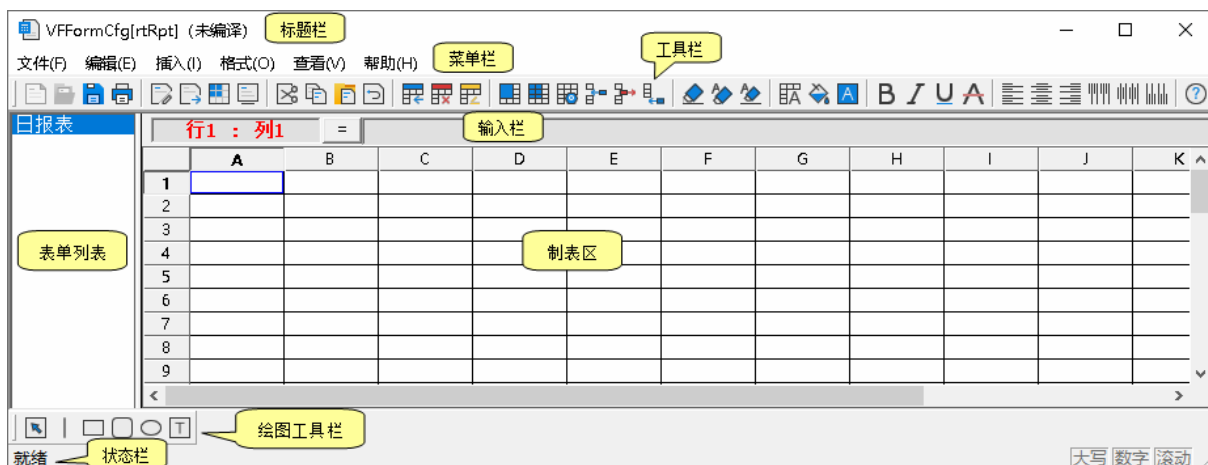 VFFormCfg[rtRpt] (未编译) 标题栏
文件(F) 编辑(E) 插入(I) 格式(O) 查看(V) 帮助(H) 菜单栏 工具栏
日报表 行1 : 列1 = 输入栏
A B C D E F G H I J K
1
2
3
表单列表 4 制表区
5
6
7
8
9
T 绘图工具栏
就绪 状态栏 大写 数字 滚动